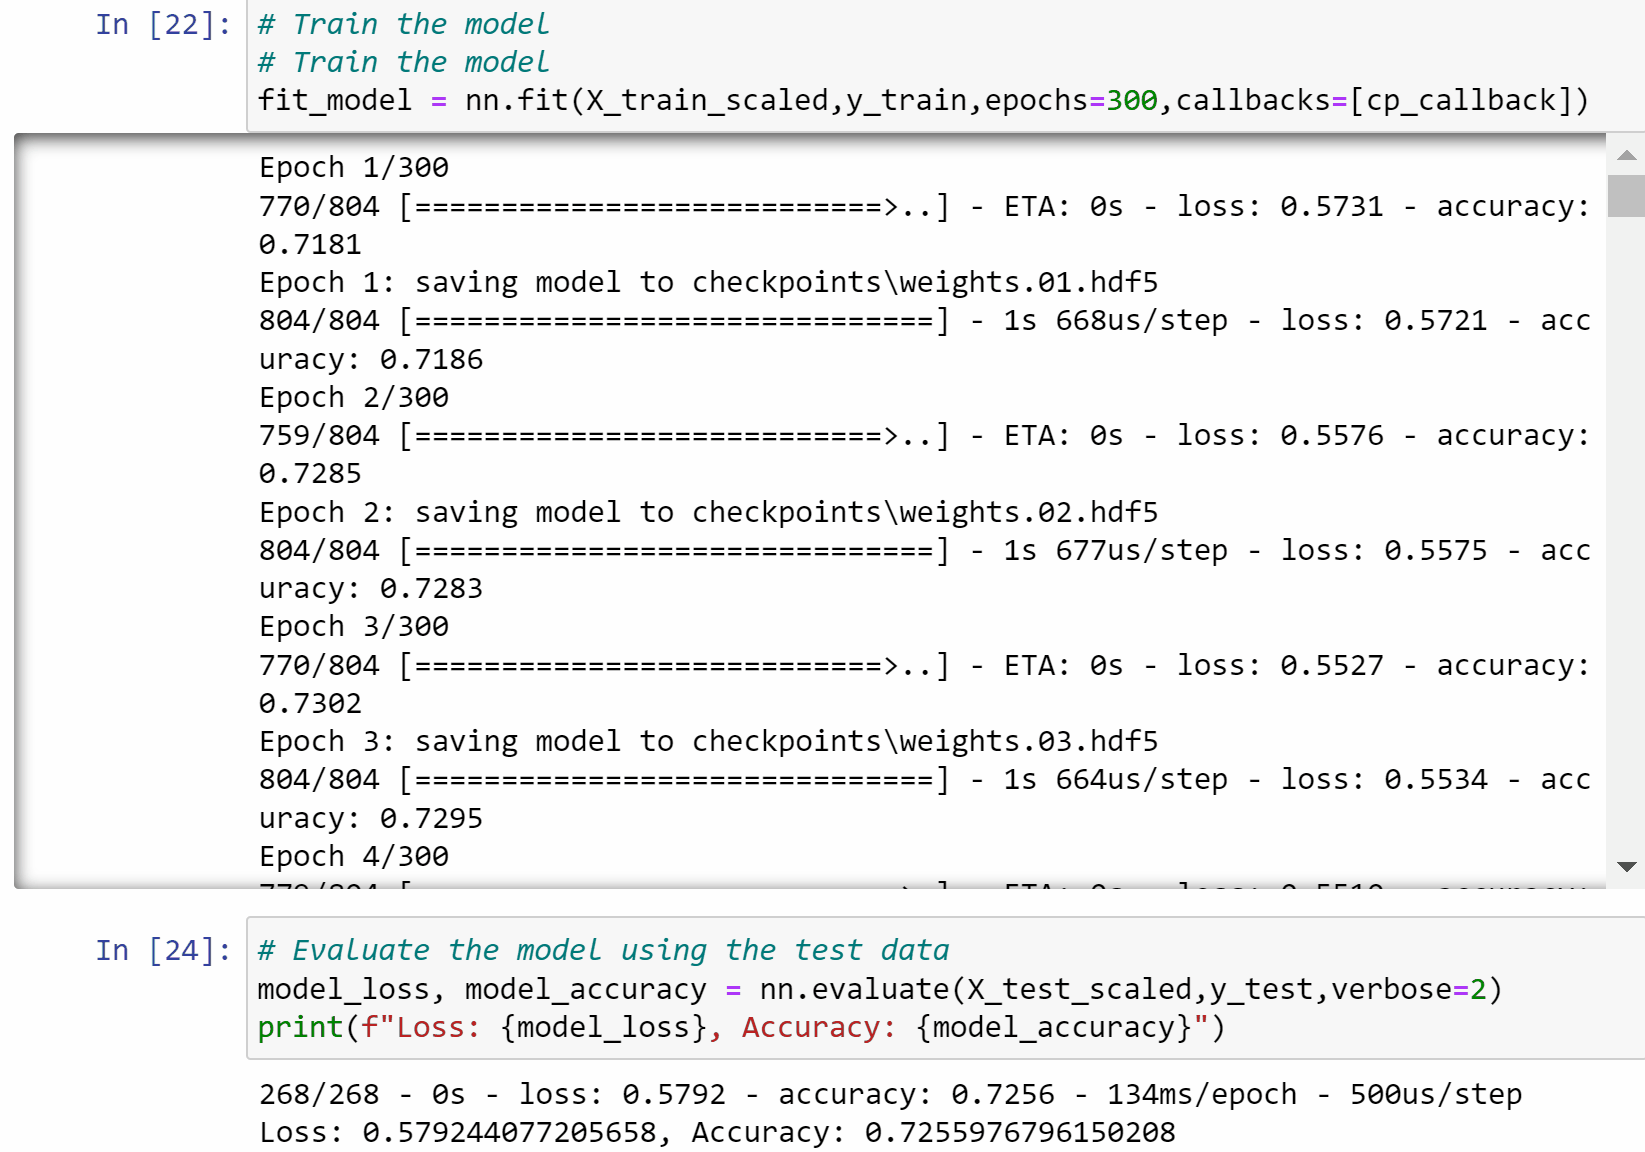 In [22]:
# Train the model
# Train the model
fit_model = nn.fit(X_train_scaled,y_train,epochs=300,callbacks=[cp_callback])
Epoch 1/300
770/804 [===========================>..] - ETA: 0s - loss: 0.5731 - accuracy:
0.7181
Epoch 1: saving model to checkpoints\weights.01.hdf5
804/804 [==============================] - 1s 668us/step - loss: 0.5721 - acc
uracy: 0.7186
Epoch 2/300
759/804 [===========================>..] - ETA: 0s - loss: 0.5576 - accuracy:
0.7285
Epoch 2: saving model to checkpoints\weights.02.hdf5
804/804 [==============================] - 1s 677us/step - loss: 0.5575 - acc
uracy: 0.7283
Epoch 3/300
770/804 [===========================>..] - ETA: 0s - loss: 0.5527 - accuracy:
0.7302
Epoch 3: saving model to checkpoints\weights.03.hdf5
804/804 [==============================] - 1s 664us/step - loss: 0.5534 - acc
uracy: 0.7295
Epoch 4/300
In [24]:
# Evaluate the model using the test data
model_loss, model_accuracy = nn.evaluate(X_test_scaled,y_test,verbose=2)
print(f"Loss: {model_loss}, Accuracy: {model_accuracy}")
268/268 - 0s - loss: 0.5792 - accuracy: 0.7256 - 134ms/epoch - 500us/step
Loss: 0.579244077205658, Accuracy: 0.7255976796150208